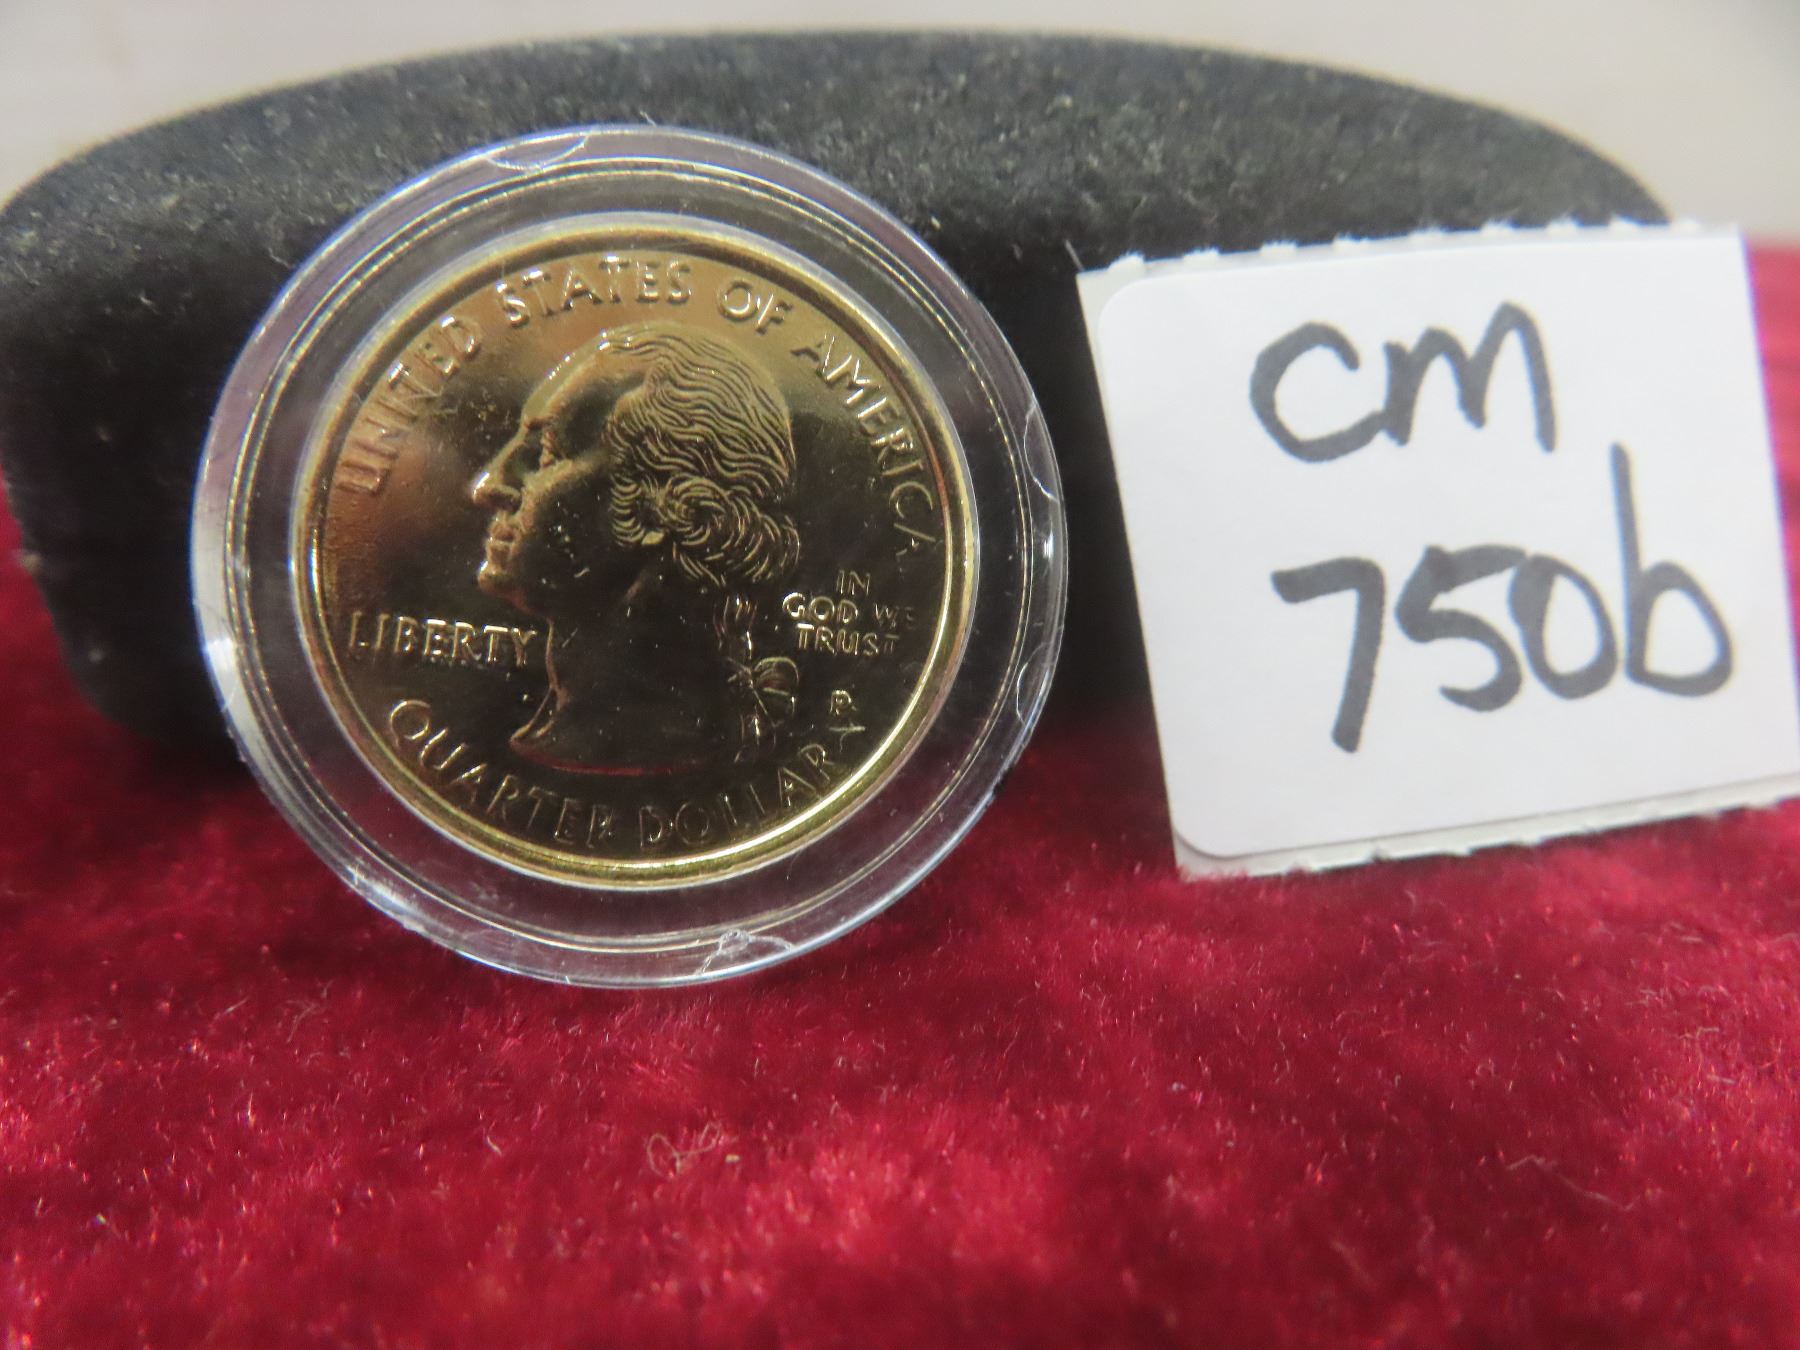 UNITED STATES OF AMERICA
LIBERTY
IN
GOD WE
TRUST
P
QUARTER DOLLAR
cm
750b